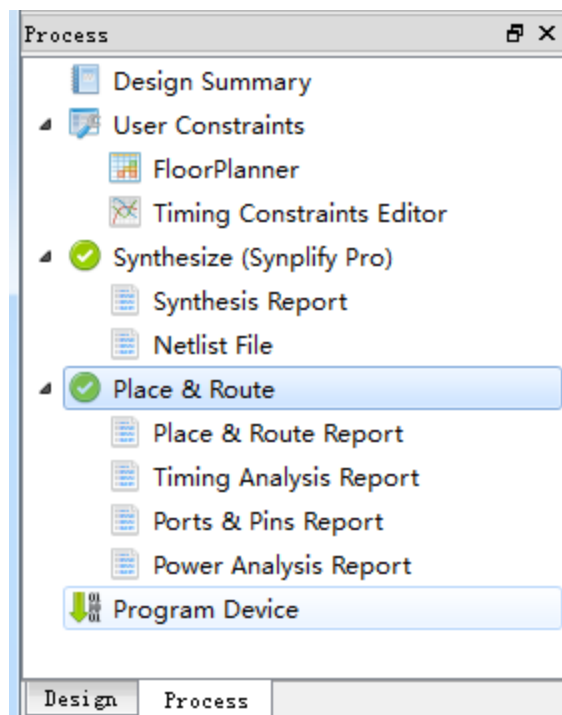 Process
Design Summary
User Constraints
FloorPlanner
Timing Constraints Editor
Synthesize (Synplify Pro)
Synthesis Report
Netlist File
Place & Route
Place & Route Report
Timing Analysis Report
Ports & Pins Report
Power Analysis Report
Program Device
Design Process